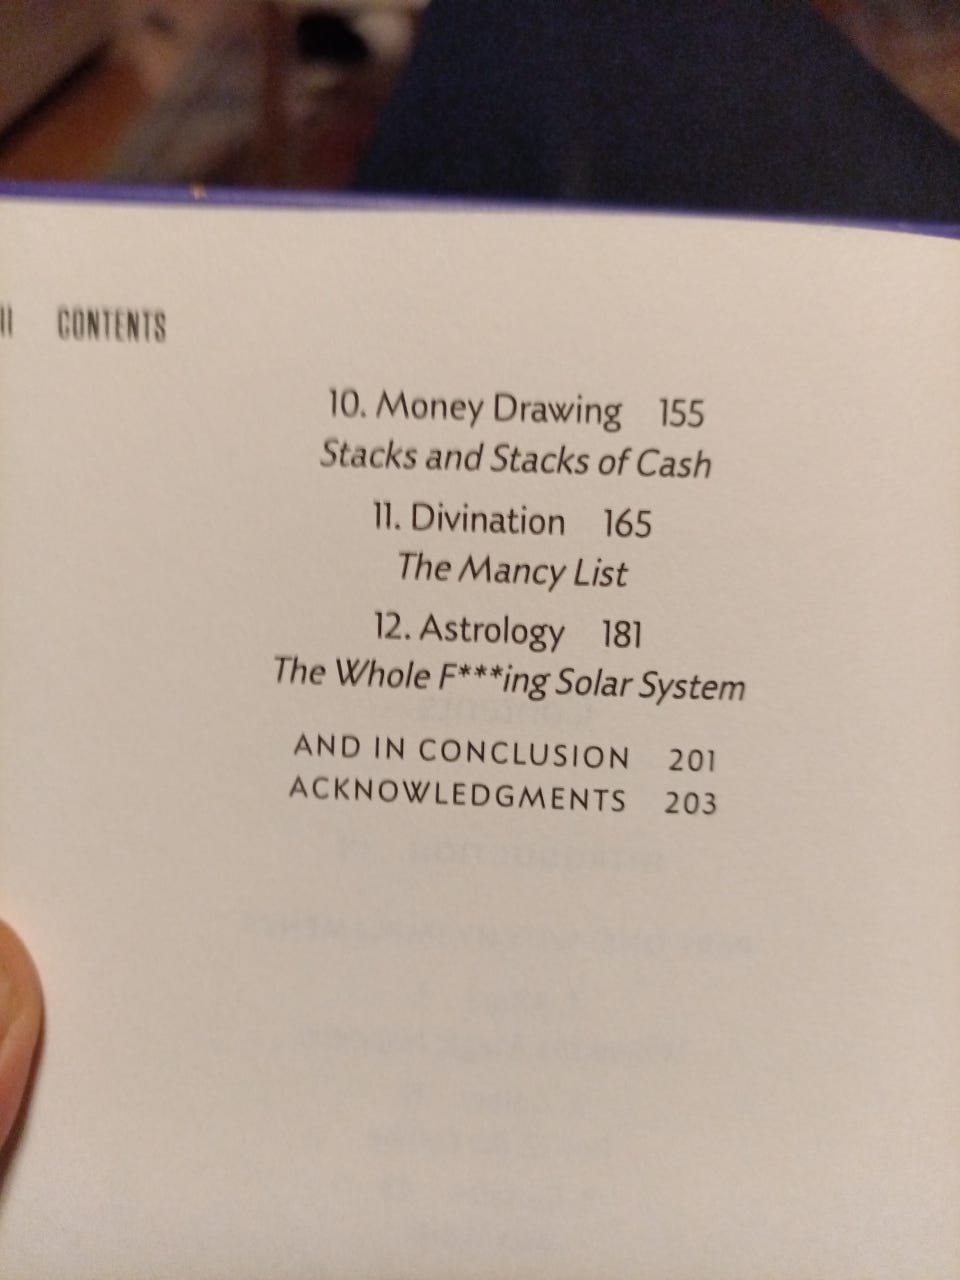 CONTENTS
10. Money Drawing 155
Stacks and Stacks of Cash
11. Divination 165
The Mancy List
12. Astrology 181
The Whole F***ing Solar System
AND IN CONCLUSION 201
ACKNOWLEDGMENTS 203